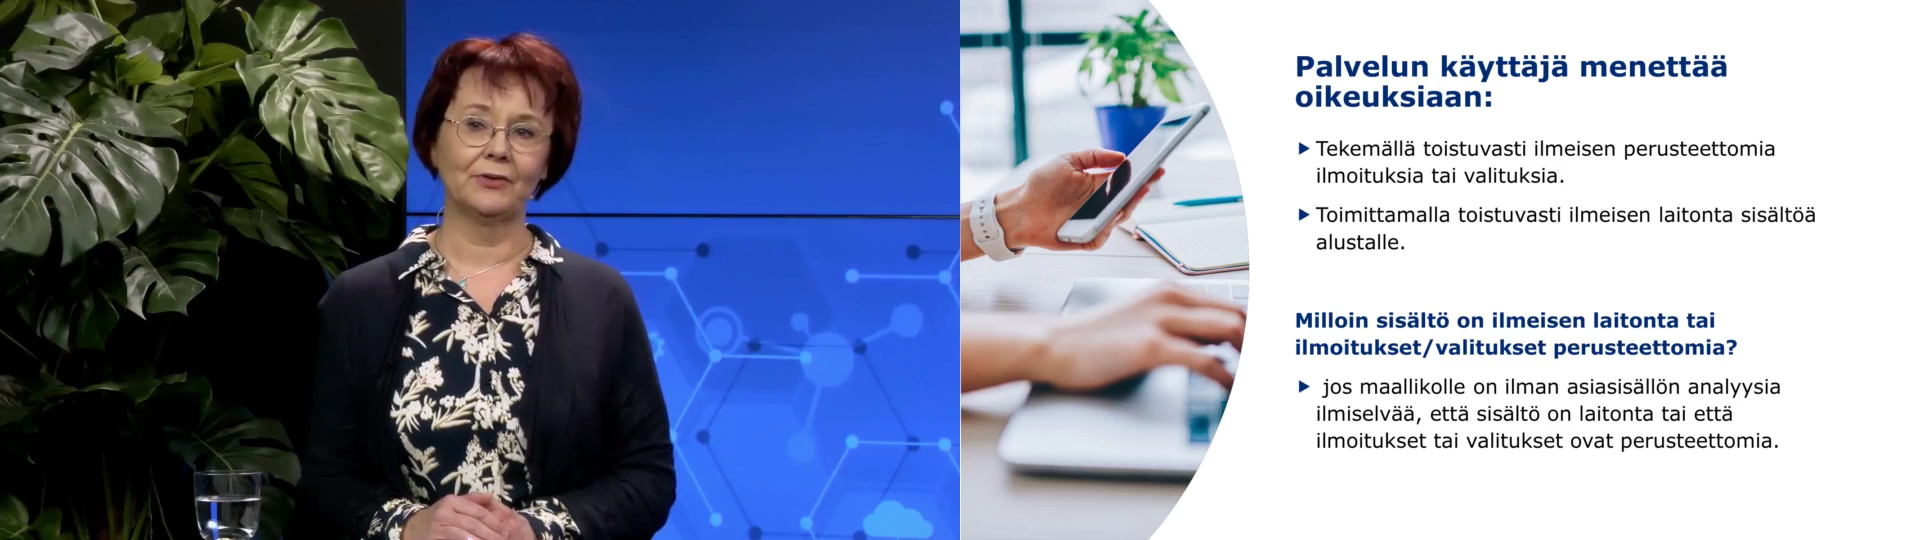 Palvelun käyttäjä menettää
oikeuksiaan:
Tekemällä toistuvasti ilmeisen perusteettomia
ilmoituksia tai valituksia.
Toimittamalla toistuvasti ilmeisen laitonta sisältöä
alustalle.
Milloin sisältö on ilmeisen laitonta tai
ilmoitukset/valitukset perusteettomia?
jos maallikolle on ilman asiasisällön analyysia
ilmiselvää, että sisältö on laitonta tai että
ilmoitukset tai valitukset ovat perusteettomia.